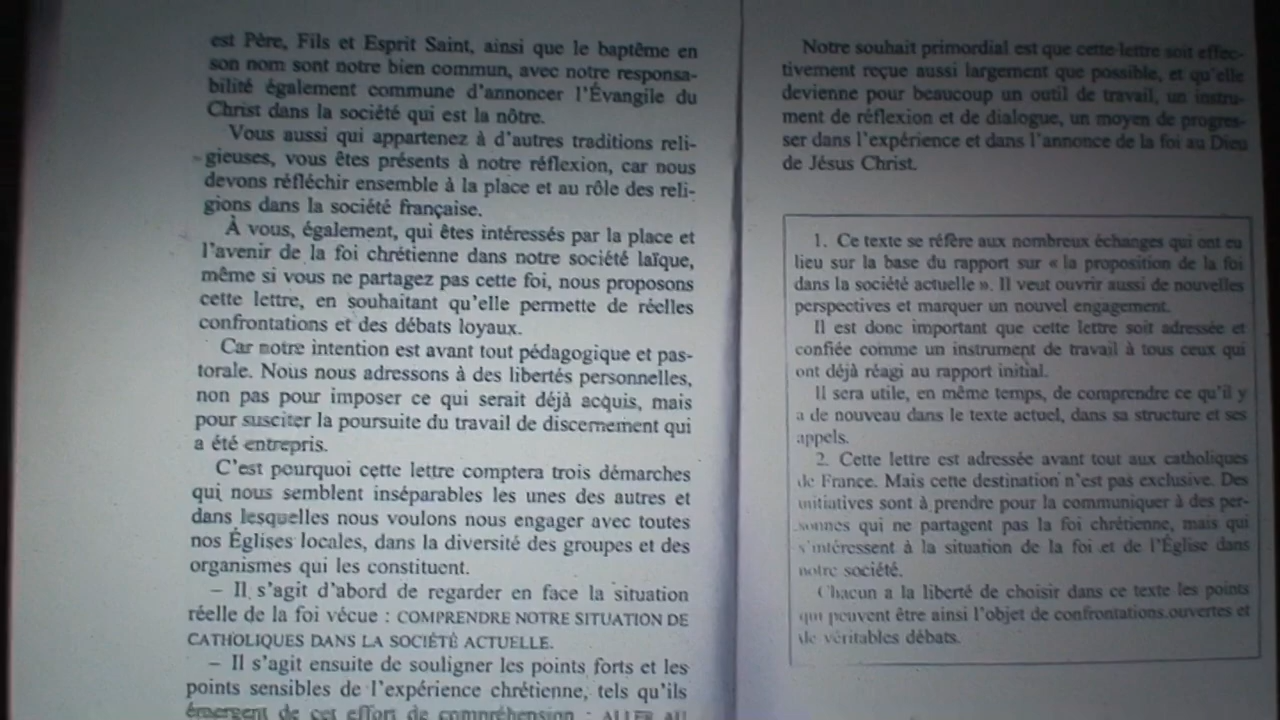 est Père, Fils et Esprit Saint, ainsi que le baptême en
son nom sont notre bien commun, avec notre responsa-
bilité également commune d'annoncer l'Évangile du
Christ dans la société qui est la nôtre.
Vous aussi qui appartenez à d'autres traditions reli-
gieuses, vous êtes présents à notre réflexion, car nous
devons réfléchir ensemble à la place et au rôle des reli-
gions dans la société française.
À vous, également, qui êtes intéressés par la place et
l'avenir de la foi chrétienne dans notre société laïque,
même si vous ne partagez pas cette foi, nous proposons
cette lettre, en souhaitant qu'elle permette de réelles
confrontations et des débats loyaux.
Car notre intention est avant tout pédagogique et pas-
torale. Nous nous adressons à des libertés personnelles,
non pas pour imposer ce qui serait déjà acquis, mais
pour susciter la poursuite du travail de discernement qui
a été entrepris.
C'est pourquoi cette lettre comptera trois démarches
qui nous semblent inséparables les unes des autres et
dans lesquelles nous voulons nous engager avec toutes
nos Églises locales, dans la diversité des groupes et des
organismes qui les constituent.
– Il s'agit d'abord de regarder en face la situation
réelle de la foi vécue : COMPRENDRE NOTRE SITUATION DE
CATHOLIQUES DANS LA SOCIÉTÉ ACTUELLE.
– Il s'agit ensuite de souligner les points forts et les
points sensibles de l'expérience chrétienne, tels qu'ils
émergent de cet effort de compréhension : ALLER AU
Notre souhait primordial est que cette lettre soit effec-
tivement reçue aussi largement que possible, et qu'elle
devienne pour beaucoup un outil de travail, un instru-
ment de réflexion et de dialogue, un moyen de progres-
ser dans l'expérience et dans l'annonce de la foi au Dieu
de Jésus Christ.
1. Ce texte se réfère aux nombreux échanges qui ont eu
lieu sur la base du rapport sur « la proposition de la foi
dans la société actuelle ». Il veut ouvrir aussi de nouvelles
perspectives et marquer un nouvel engagement.
Il est donc important que cette lettre soit adressée et
confiée comme un instrument de travail à tous ceux qui
ont déjà réagi au rapport initial.
Il sera utile, en même temps, de comprendre ce qu'il y
a de nouveau dans le texte actuel, dans sa structure et ses
appels.
2. Cette lettre est adressée avant tout aux catholiques
de France. Mais cette destination n'est pas exclusive. Des
initiatives sont à prendre pour la communiquer à des per-
sonnes qui ne partagent pas la foi chrétienne, mais qui
s'intéressent à la situation de la foi et de l'Église dans
notre société.
Chacun a la liberté de choisir dans ce texte les points
qui peuvent être ainsi l'objet de confrontations ouvertes et
de véritables débats.